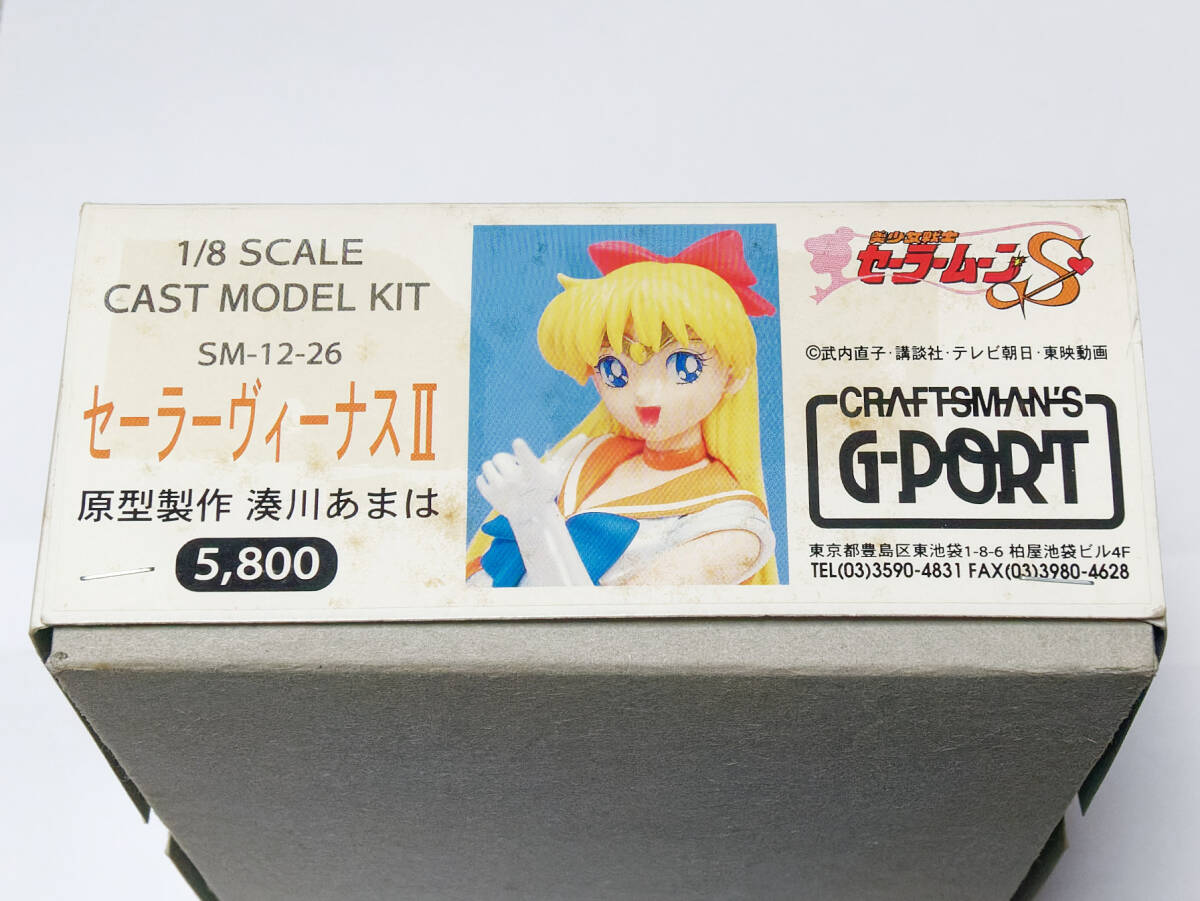 1/8 SCALE
CAST MODEL KIT
SM-12-26
セーラーヴィーナスⅡ
原型製作 湊川あまは
5,800
美少女戦士
セーラームーンS
©武内直子・講談社・テレビ朝日・東映動画
CRAFTSMAN'S
G-PORT
東京都豊島区東池袋1-8-6 柏屋池袋ビル4F
TEL(03)3590-4831 FAX(03)3980-4628